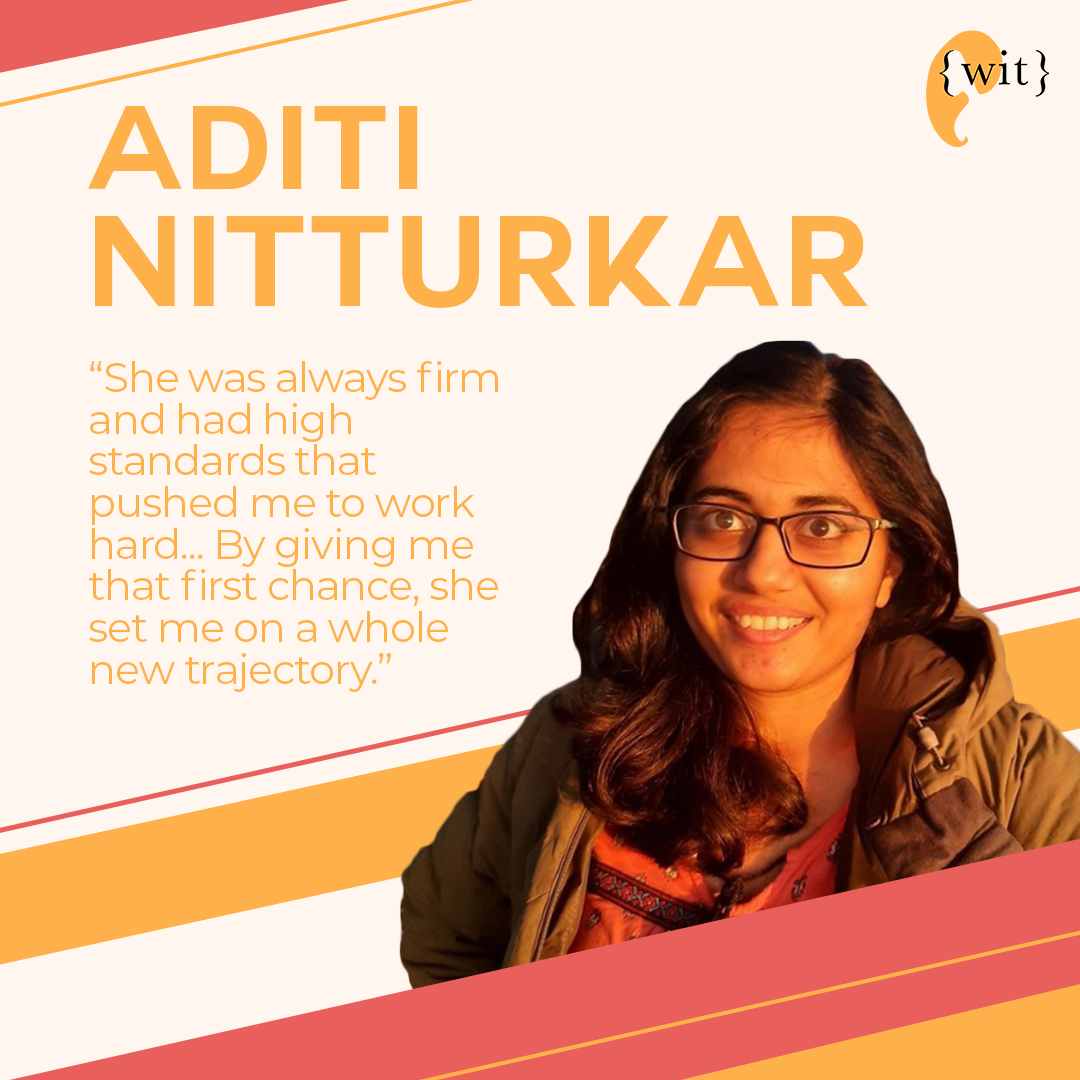 {wit}
ADITI
NITTURKAR
“She was always firm
and had high
standards that
pushed me to work
hard... By giving me
that first chance, she
set me on a whole
new trajectory.”